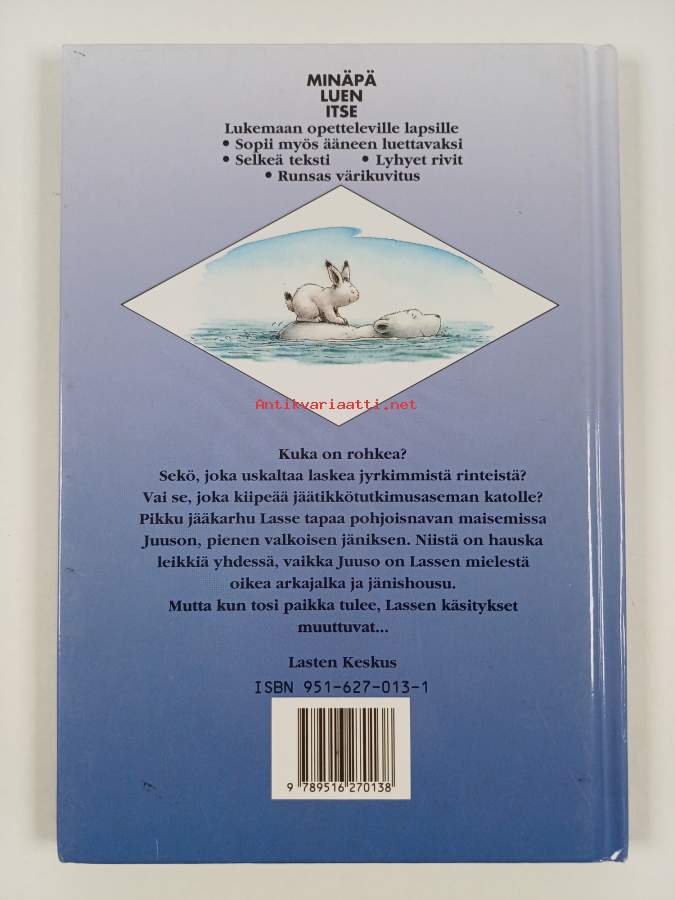 MINÄPÄ
LUEN
ITSE
Lukemaan opetteleville lapsille
• Sopii myös ääneen luettavaksi
• Selkeä teksti • Lyhyet rivit
• Runsas värikuvitus
Antikvariaatti.net
Kuka on rohkea?
Sekö, joka uskaltaa laskea jyrkimmistä rinteistä?
Vai se, joka kiipeää jäätikkötutkimusaseman katolle?
Pikku jääkarhu Lasse tapaa pohjoisnavan maisemissa
Juuson, pienen valkoisen jäniksen. Niistä on hauska
leikkiä yhdessä, vaikka Juuso on Lassen mielestä
oikea arkajalka ja jänishousu.
Mutta kun tosi paikka tulee, Lassen käsitykset
muuttuvat...
Lasten Keskus
ISBN 951-627-013-1
9 789516 270138